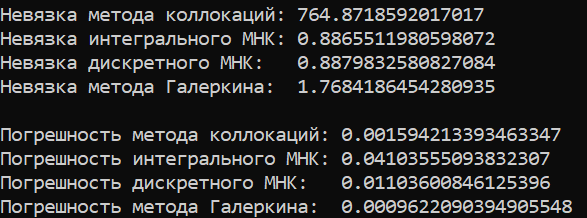 Невязка метода коллокаций: 764.8718592017017
Невязка интегрального МНК: 0.8865511980598072
Невязка дискретного МНК:   0.8879832580827084
Невязка метода Галеркина:  1.7684186454280935

Погрешность метода коллокаций: 0.001594213393463347
Погрешность интегрального МНК: 0.04103555093832307
Погрешность дискретного МНК:   0.01103600846125396
Погрешность метода Галеркина:  0.0009622090394905548